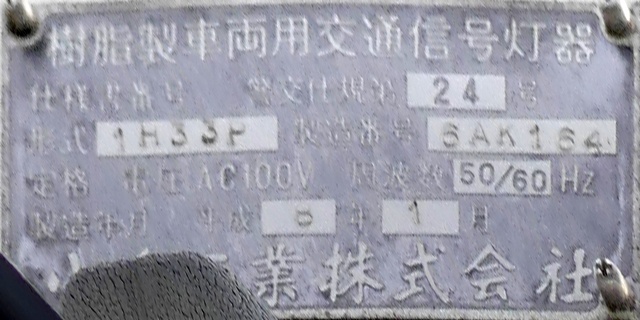 樹脂製車両用交通信号灯器
仕様書番号 警交仕規第 24 号
形式 1H33P 製造番号 6AK164
定格 電圧 AC100V 周波数 50/60 Hz
製造年月 平成 8 年 1 月
業株式会社